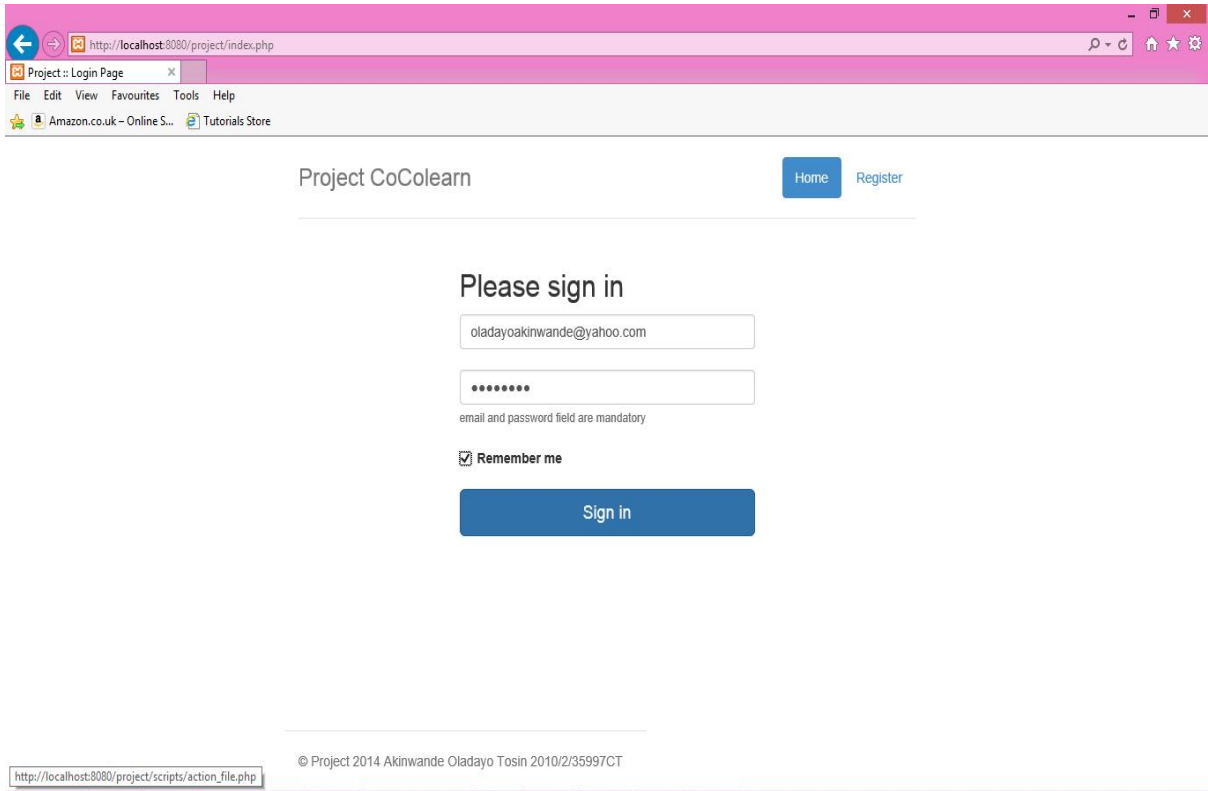 http://localhost:8080/project/index.php
Project :: Login Page
File Edit View Favourites Tools Help
Amazon.co.uk – Online S... Tutorials Store
Project CoColearn
Home Register
Please sign in
oladayoakinwande@yahoo.com
••••••••
email and password field are mandatory
Remember me
Sign in
© Project 2014 Akinwande Oladayo Tosin 2010/2/35997CT
http://localhost:8080/project/scripts/action_file.php